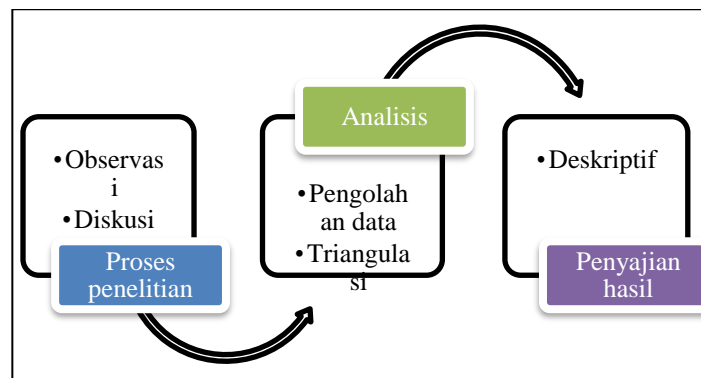 •Observas
i
•Diskusi
Proses
penelitian
Analisis
•Pengolah
an data
•Triangula
si
•Deskriptif
Penyajian
hasil